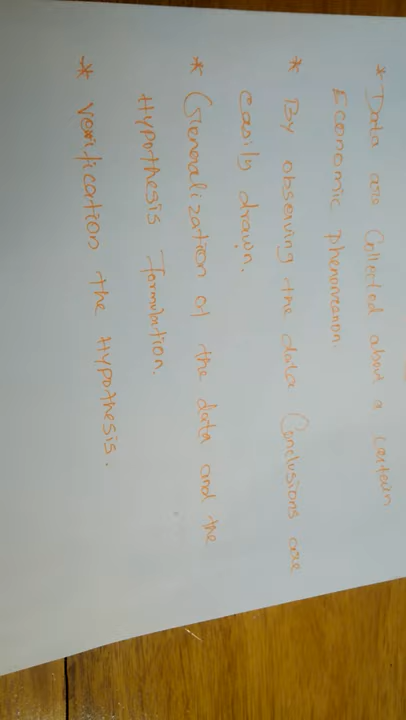 * Data are Collected about a certain
Economic phenomenon.
* By observing the data Conclusions are
easily drawn.
* Generalization of the data and the
Hypothesis Formulation.
* Verification the Hypothesis.